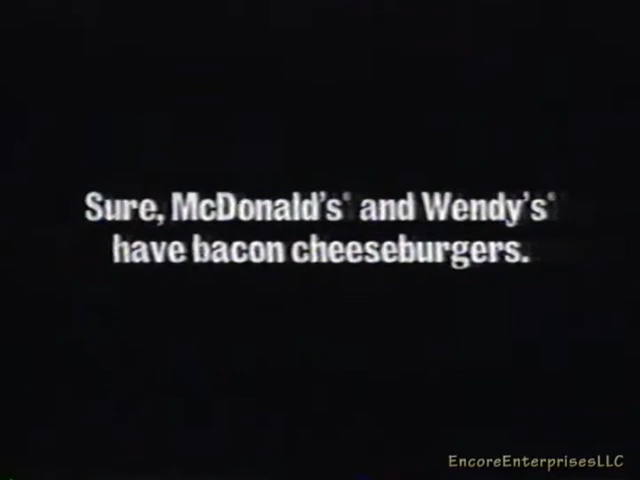 Sure, McDonald's® and Wendy's®
have bacon cheeseburgers.
EncoreEnterprisesLLC